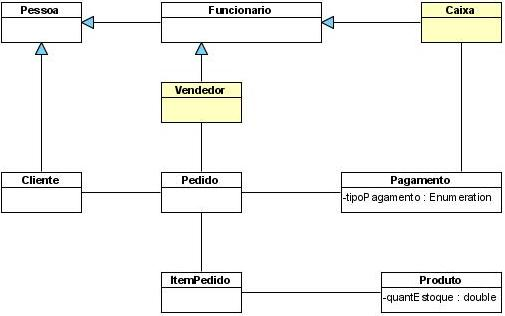 Pessoa
Funcionario
Caixa
Vendedor
Cliente
Pedido
Pagamento
-tipoPagamento : Enumeration
ItemPedido
Produto
-quantEstoque : double